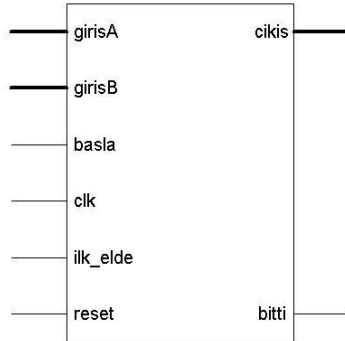 girisA
cikis
girisB
basla
clk
ilk_elde
reset
bitti